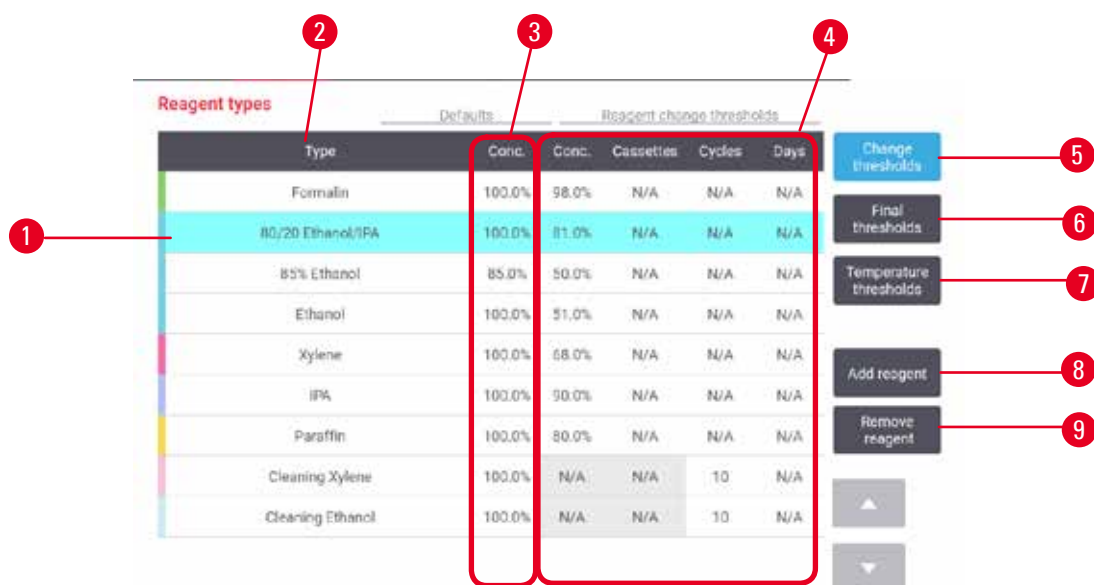 2 3 4
Reagent types
Defaults Reagent change thresholds
Type Conc. Conc. Cassettes Cycles Days
Formalin 100.0% 98.0% N/A N/A N/A
1 80/20 Ethanol/IPA 100.0% 81.0% N/A N/A N/A
85% Ethanol 85.0% 50.0% N/A N/A N/A
Ethanol 100.0% 51.0% N/A N/A N/A
Xylene 100.0% 68.0% N/A N/A N/A
IPA 100.0% 90.0% N/A N/A N/A
Paraffin 100.0% 80.0% N/A N/A N/A
Cleaning Xylene 100.0% N/A N/A 10 N/A
Cleaning Ethanol 100.0% N/A N/A 10 N/A
Change
thresholds 5
Final
thresholds 6
Temperature
thresholds 7
Add reagent 8
Remove
reagent 9